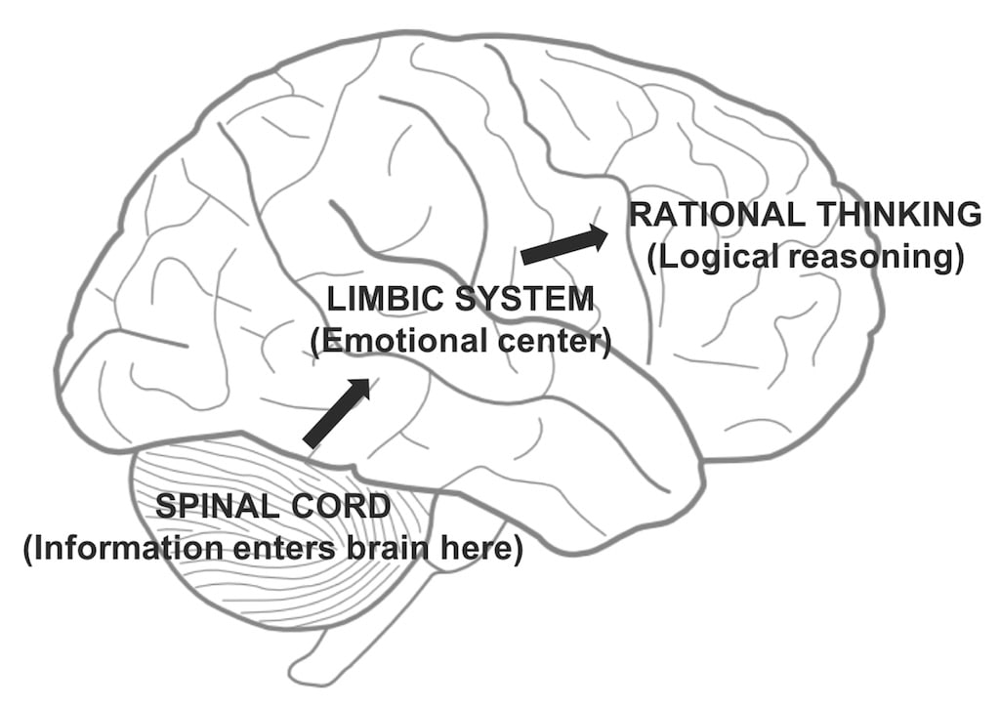 RATIONAL THINKING
(Logical reasoning)
LIMBIC SYSTEM
(Emotional center)
SPINAL CORD
(Information enters brain here)